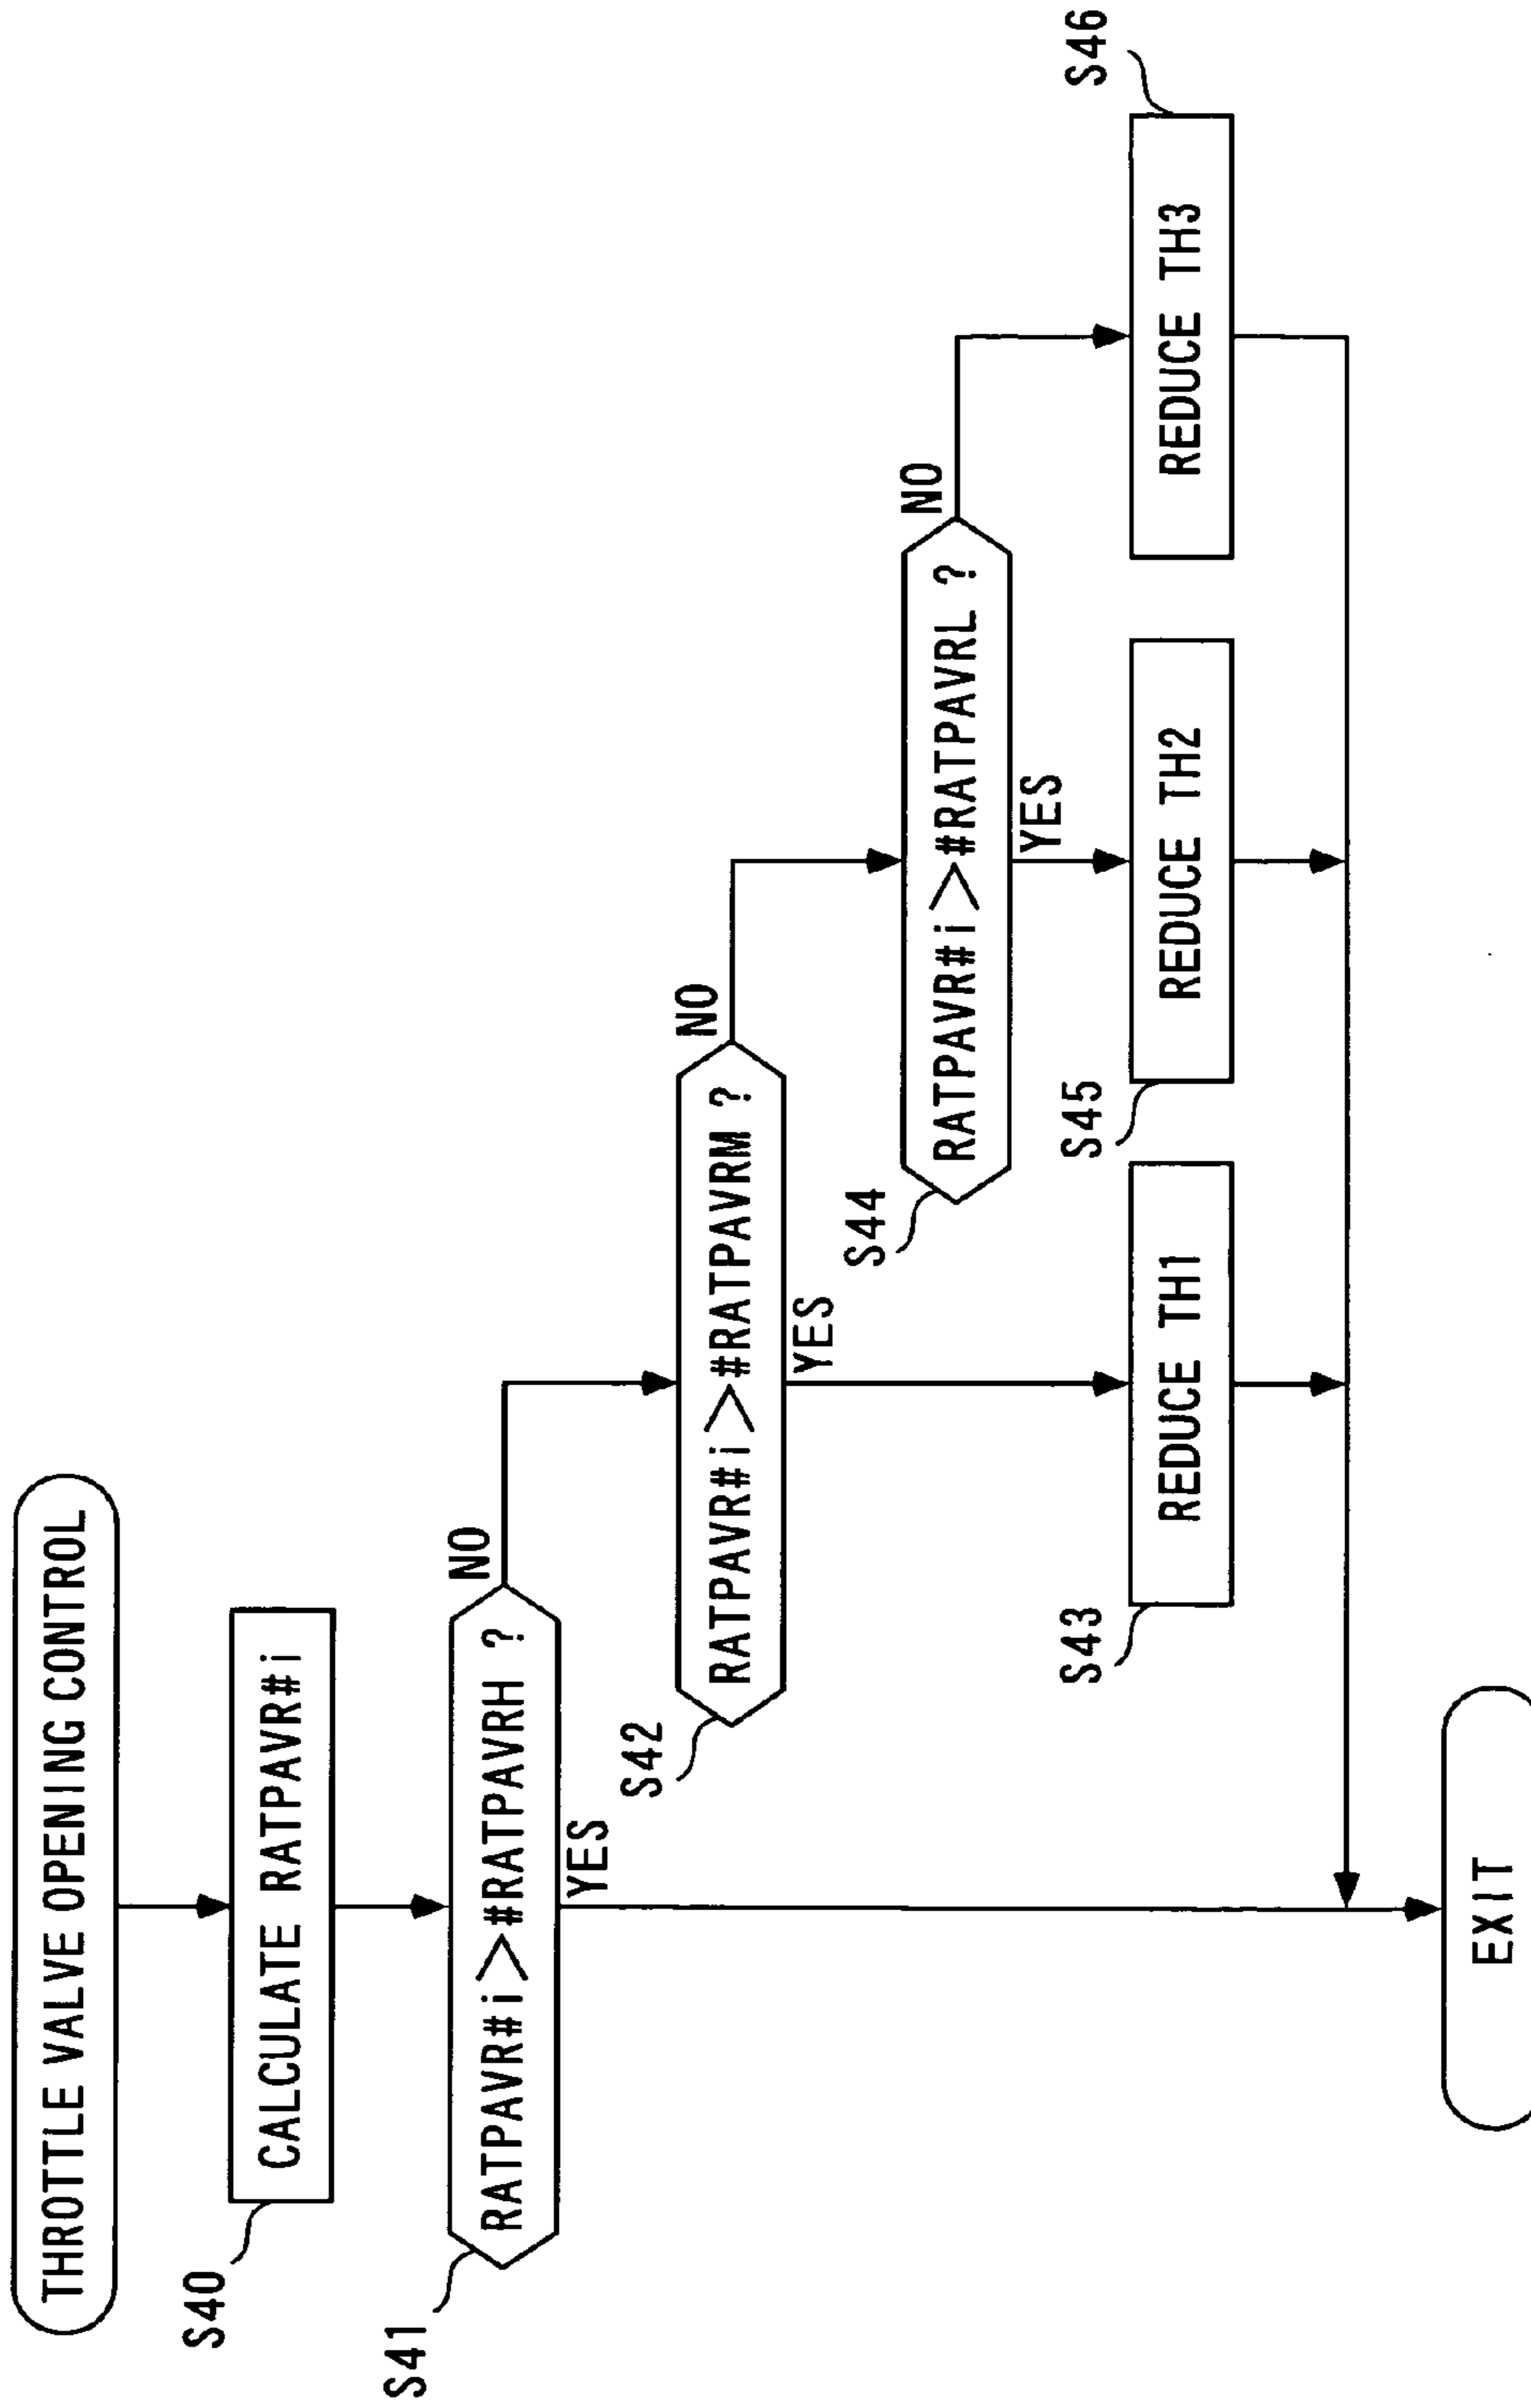 THROTTLE VALVE OPENING CONTROL
S40
CALCULATE RATPAVR#i
S41
RATPAVR#i>#RATPAVRH ?
NO
YES
S42
RATPAVR#i>#RATPAVRM ?
NO
YES
S44
RATPAVR#i>#RATPAVRL ?
NO
YES
S43
REDUCE TH1
S45
REDUCE TH2
S46
REDUCE TH3
EXIT